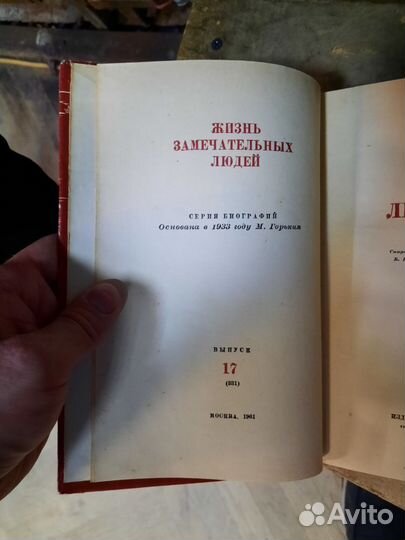 ЖИЗНЬ
ЗАМЕЧАТЕЛЬНЫХ
ЛЮДЕЙ
СЕРИЯ БИОГРАФИЙ
Основана в 1933 году М. Горьким
ВЫПУСК
17
(331)
МОСКВА, 1961
Avito